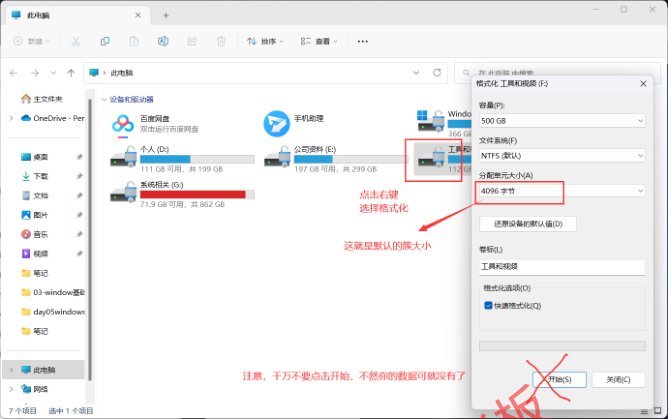 此电脑
新建
排序
查看
此电脑
在 此电脑 中搜索
主文件夹
OneDrive - Per
桌面
下载
文档
图片
音乐
视频
笔记
03-window基础
day05windows
笔记
此电脑
网络
设备和驱动器
百度网盘
双击运行百度网盘
手机助理
Window
366 GB
个人 (D:)
111 GB 可用，共 199 GB
公司资料 (E:)
197 GB 可用，共 299 GB
工具和
112 G
系统相关 (G:)
71.9 GB 可用，共 862 GB
点击右键
选择格式化
这就是默认的簇大小
注意，千万不要点击开始，不然你的数据可就没有了
格式化 工具和视频 (F:)
容量(P):
500 GB
文件系统(F)
NTFS (默认)
分配单元大小(A)
4096 字节
还原设备的默认值(D)
卷标(L)
工具和视频
格式化选项(O)
快速格式化(Q)
开始(S)
关闭(C)
7 个项目
选中 1 个项目